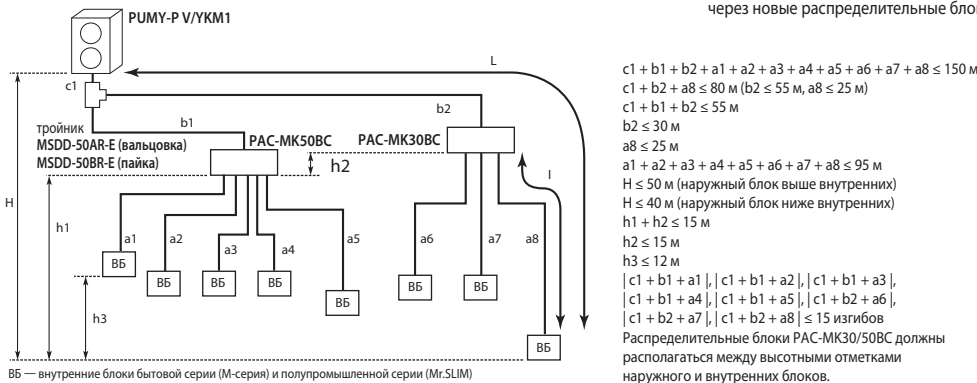 через новые распределительные блок
PUMY-P V/YKM1
L
c1
b2
тройник
MSDD-50AR-E (вальцовка)
MSDD-50BR-E (пайка)
b1
PAC-MK50BC
PAC-MK30BC
h2
I
H
h1
a1
a2
a3
a4
a5
a6
a7
a8
ВБ
ВБ
ВБ
ВБ
ВБ
ВБ
ВБ
ВБ
h3
ВБ — внутренние блоки бытовой серии (М-серия) и полупромышленной серии (Mr.SLIM)
c1 + b1 + b2 + a1 + a2 + a3 + a4 + a5 + a6 + a7 + a8 ≤ 150 м
c1 + b2 + a8 ≤ 80 м (b2 ≤ 55 м, a8 ≤ 25 м)
c1 + b1 + b2 ≤ 55 м
b2 ≤ 30 м
a8 ≤ 25 м
a1 + a2 + a3 + a4 + a5 + a6 + a7 + a8 ≤ 95 м
H ≤ 50 м (наружный блок выше внутренних)
H ≤ 40 м (наружный блок ниже внутренних)
h1 + h2 ≤ 15 м
h2 ≤ 15 м
h3 ≤ 12 м
| c1 + b1 + a1 |, | c1 + b1 + a2 |, | c1 + b1 + a3 |,
| c1 + b1 + a4 |, | c1 + b1 + a5 |, | c1 + b2 + a6 |,
| c1 + b2 + a7 |, | c1 + b2 + a8 | ≤ 15 изгибов
Распределительные блоки PAC-MK30/50BC должны
располагаться между высотными отметками
наружного и внутренних блоков.